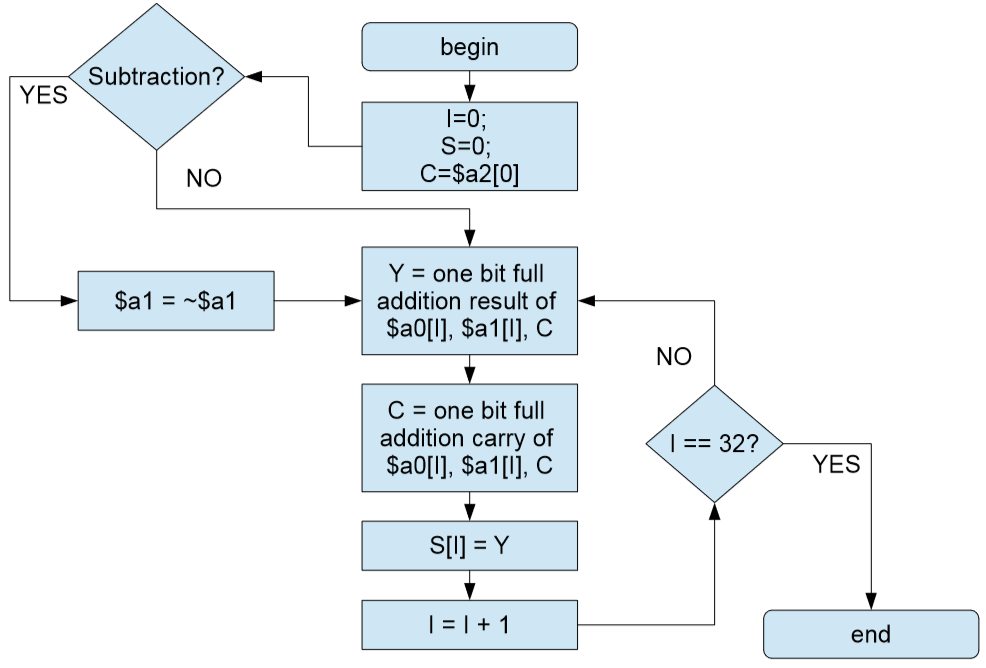 begin
I=0;
S=0;
C=$a2[0]
Subtraction?
YES
NO
$a1 = ~$a1
Y = one bit full
addition result of
$a0[I], $a1[I], C
C = one bit full
addition carry of
$a0[I], $a1[I], C
S[I] = Y
I = I + 1
I == 32?
NO
YES
end